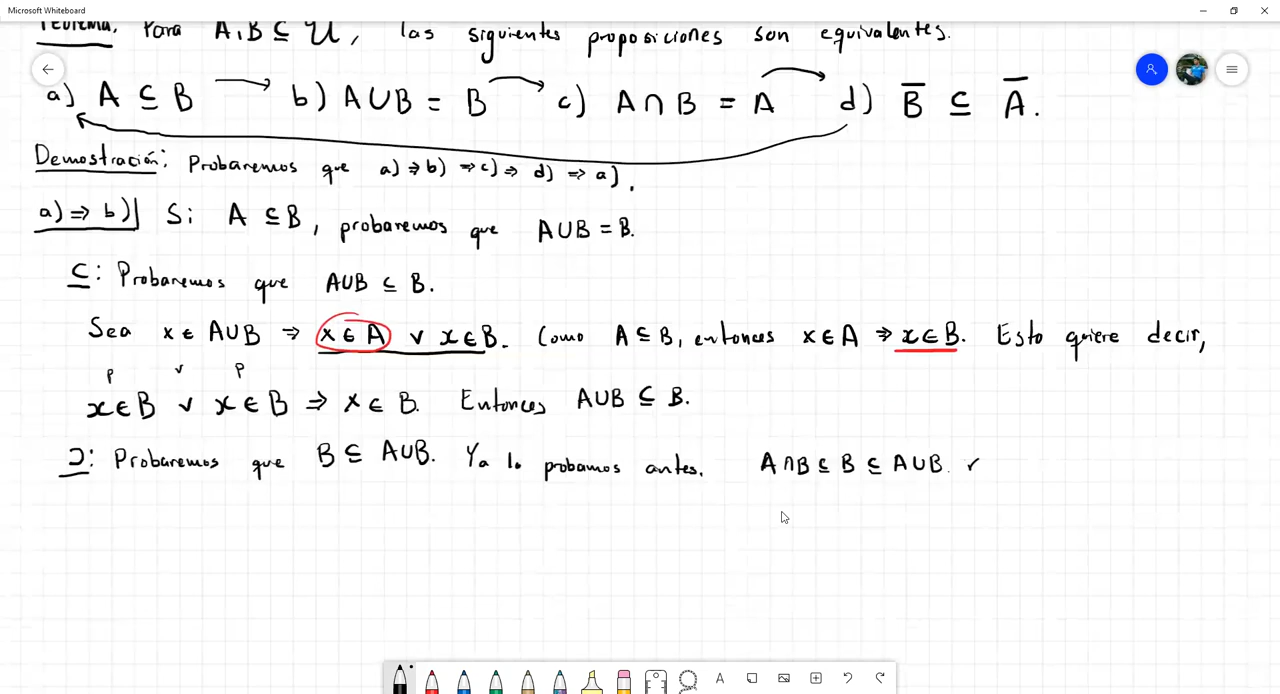 Microsoft Whiteboard
Teorema. Para A, B ⊆ U, las siguientes proposiciones son equivalentes.
a) A ⊆ B → b) A ∪ B = B → c) A ∩ B = A → d) B̅ ⊆ A̅.
Demostración: Probaremos que a) ⇒ b) ⇒ c) ⇒ d) ⇒ a).
a) ⇒ b)| Si A ⊆ B, probaremos que A ∪ B = B.
⊆: Probaremos que A ∪ B ⊆ B.
Sea x ∈ A ∪ B ⇒ x ∈ A ∨ x ∈ B. Como A ⊆ B, entonces x ∈ A ⇒ x ∈ B. Esto quiere decir,
p ∨ p
x ∈ B ∨ x ∈ B ⇒ x ∈ B. Entonces A ∪ B ⊆ B.
⊇: Probaremos que B ⊆ A ∪ B. Ya lo probamos antes. A ∩ B ⊆ B ⊆ A ∪ B. ✓